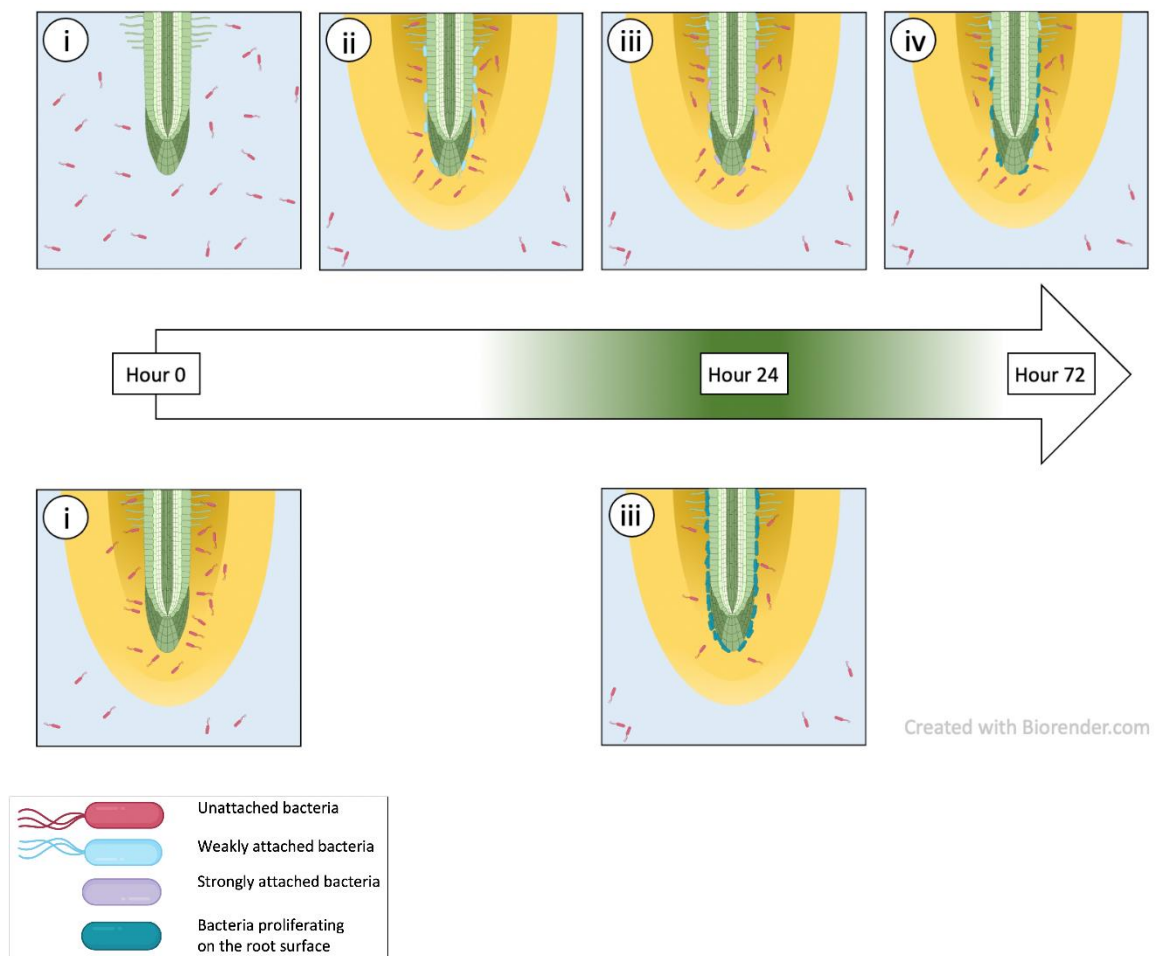 i
ii
iii
iv
Hour 0
Hour 24
Hour 72
i
iii
Created with Biorender.com
Unattached bacteria
Weakly attached bacteria
Strongly attached bacteria
Bacteria proliferating
on the root surface